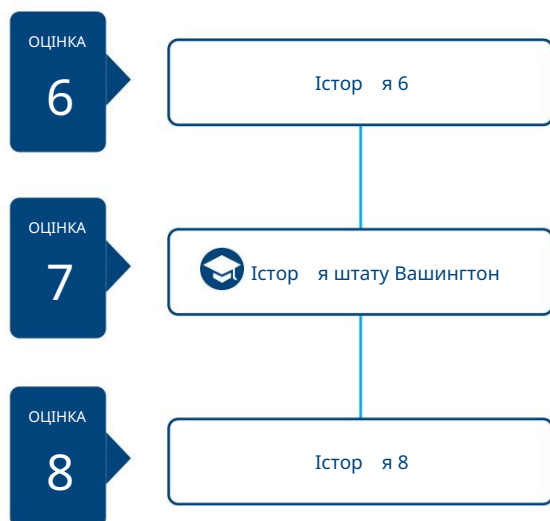 ОЦІНКА
6
Істор я 6
ОЦІНКА
7
Істор я штату Вашингтон
ОЦІНКА
8
Істор я 8